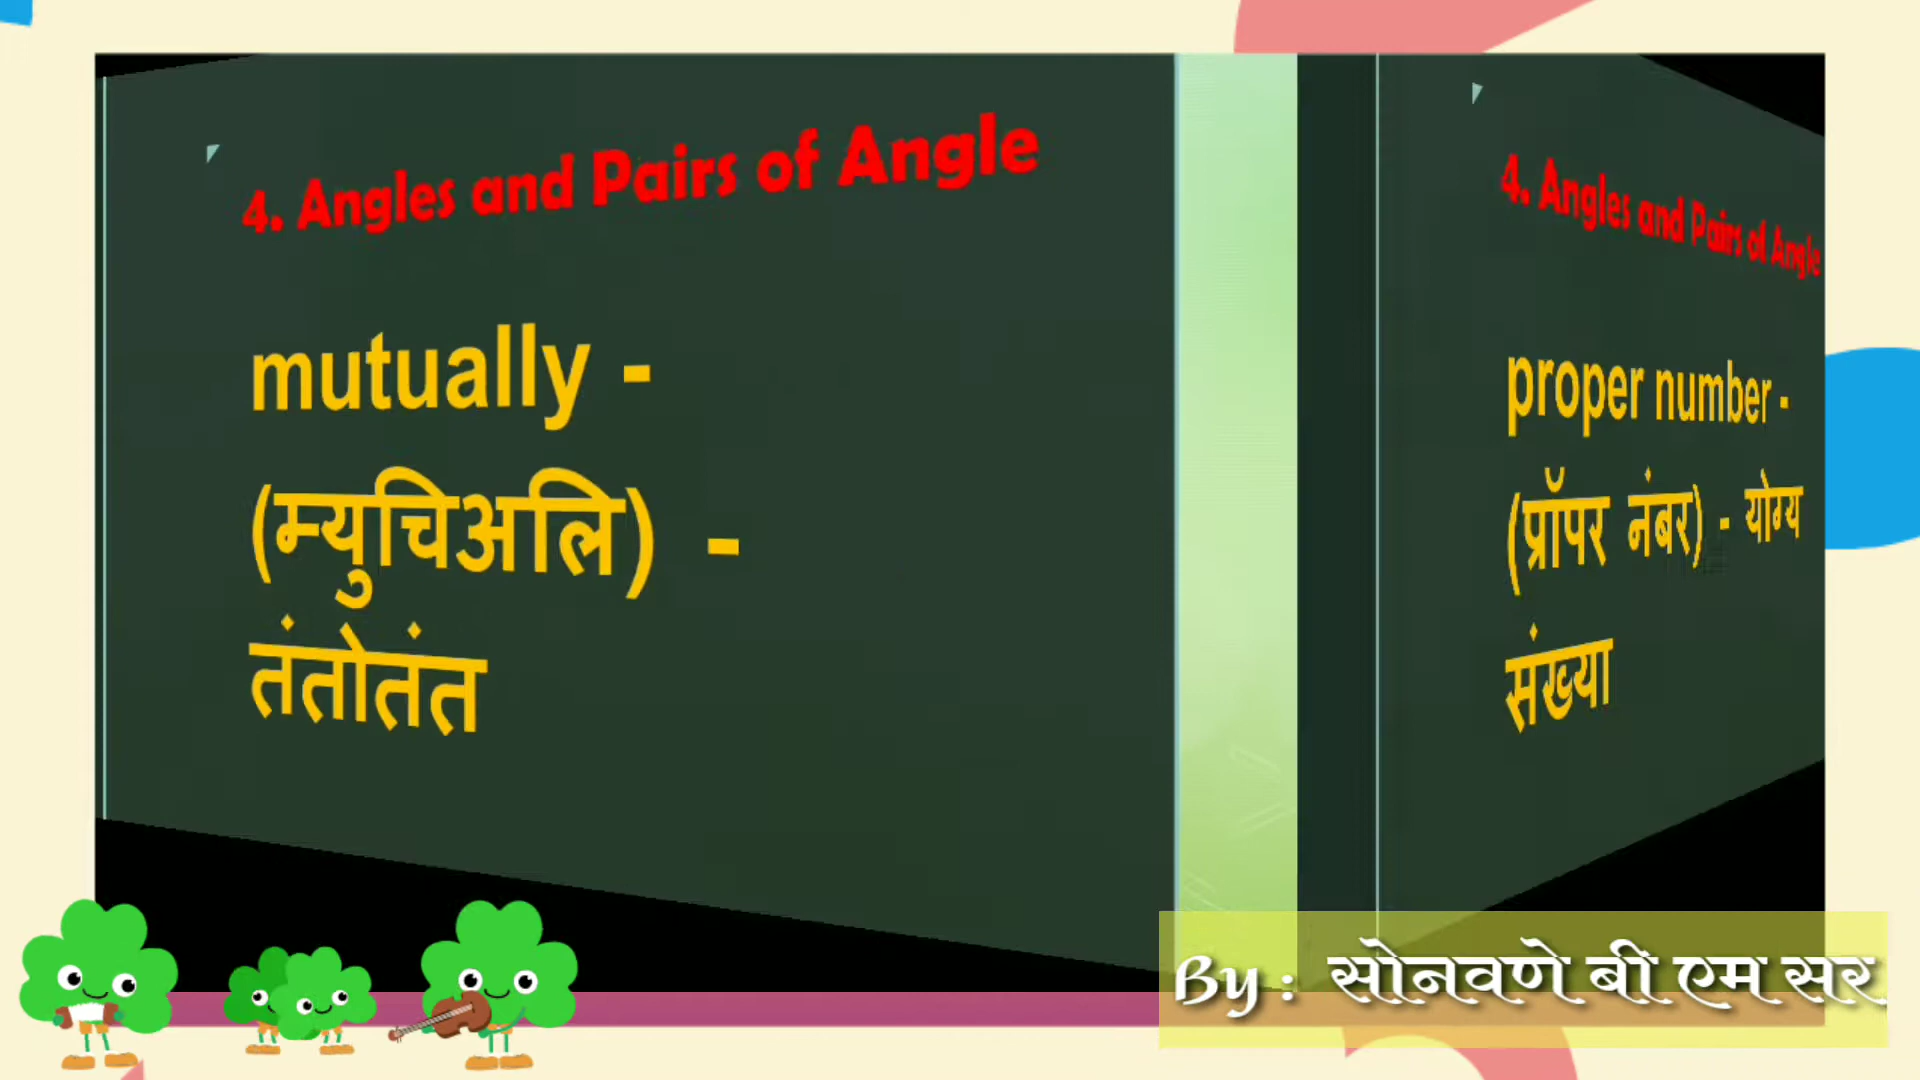 4. Angles and Pairs of Angle
mutually -
(म्युचिअलि) -
तंतोतंत
4. Angles and Pairs of Angle
proper number -
(प्रॉपर नंबर) - योग्य
संख्या
By : सोनवणे बी एम सर